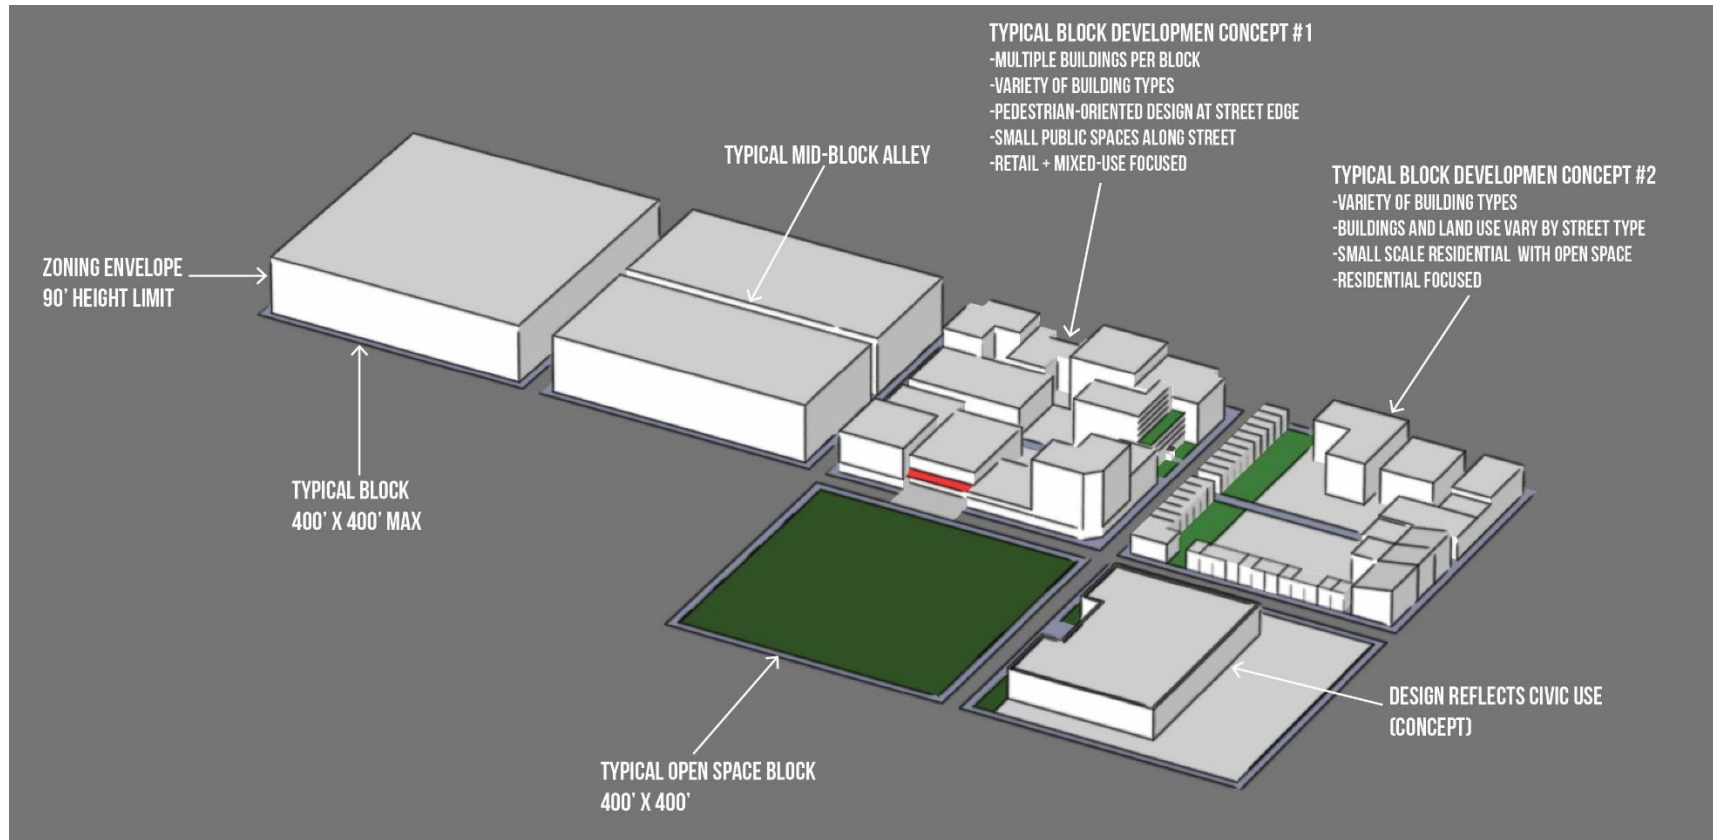 TYPICAL BLOCK DEVELOPMEN CONCEPT #1
-MULTIPLE BUILDINGS PER BLOCK
-VARIETY OF BUILDING TYPES
-PEDESTRIAN-ORIENTED DESIGN AT STREET EDGE
-SMALL PUBLIC SPACES ALONG STREET
-RETAIL + MIXED-USE FOCUSED
TYPICAL MID-BLOCK ALLEY
TYPICAL BLOCK DEVELOPMEN CONCEPT #2
-VARIETY OF BUILDING TYPES
-BUILDINGS AND LAND USE VARY BY STREET TYPE
-SMALL SCALE RESIDENTIAL WITH OPEN SPACE
-RESIDENTIAL FOCUSED
ZONING ENVELOPE
90' HEIGHT LIMIT
TYPICAL BLOCK
400' X 400' MAX
DESIGN REFLECTS CIVIC USE
(CONCEPT)
TYPICAL OPEN SPACE BLOCK
400' X 400'